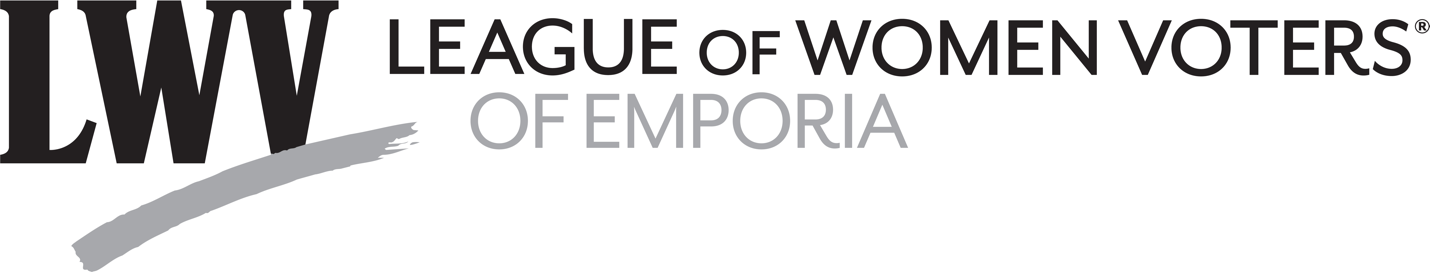 LWV
LEAGUE OF WOMEN VOTERS®
OF EMPORIA